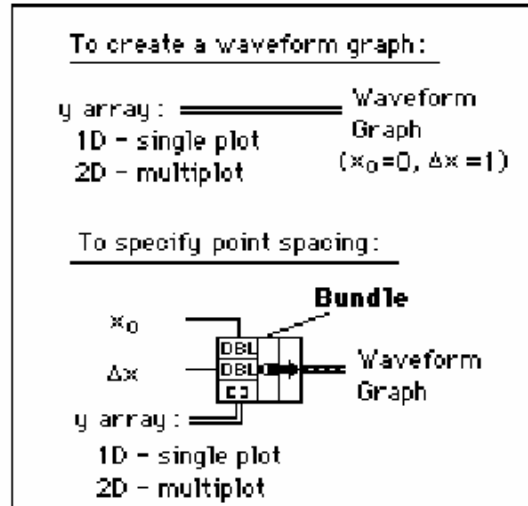 To create a waveform graph:
y array: Waveform
1D - single plot Graph
2D - multiplot (x₀=0, Δx=1)
To specify point spacing:
Bundle
x₀
DBL
Δx DBL Waveform
[ ] Graph
y array:
1D - single plot
2D - multiplot